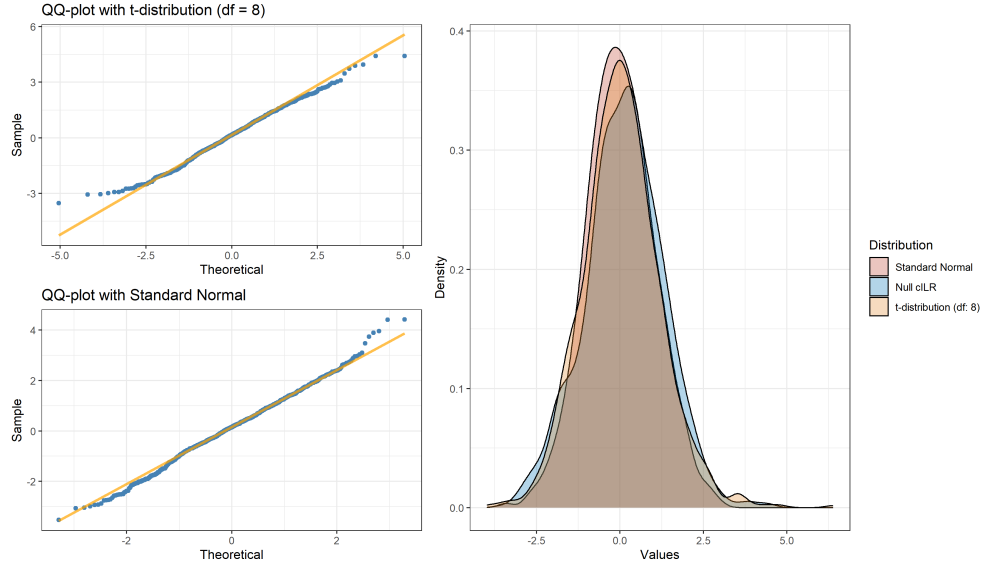 QQ-plot with t-distribution (df = 8)
6
3
0
-3
Sample
-5.0 -2.5 0.0 2.5 5.0
Theoretical
QQ-plot with Standard Normal
4
2
0
-2
Sample
-2 0 2
Theoretical
0.4
0.3
0.2
0.1
0.0
Density
-2.5 0.0 2.5 5.0
Values
Distribution
Standard Normal
Null cILR
t-distribution (df: 8)